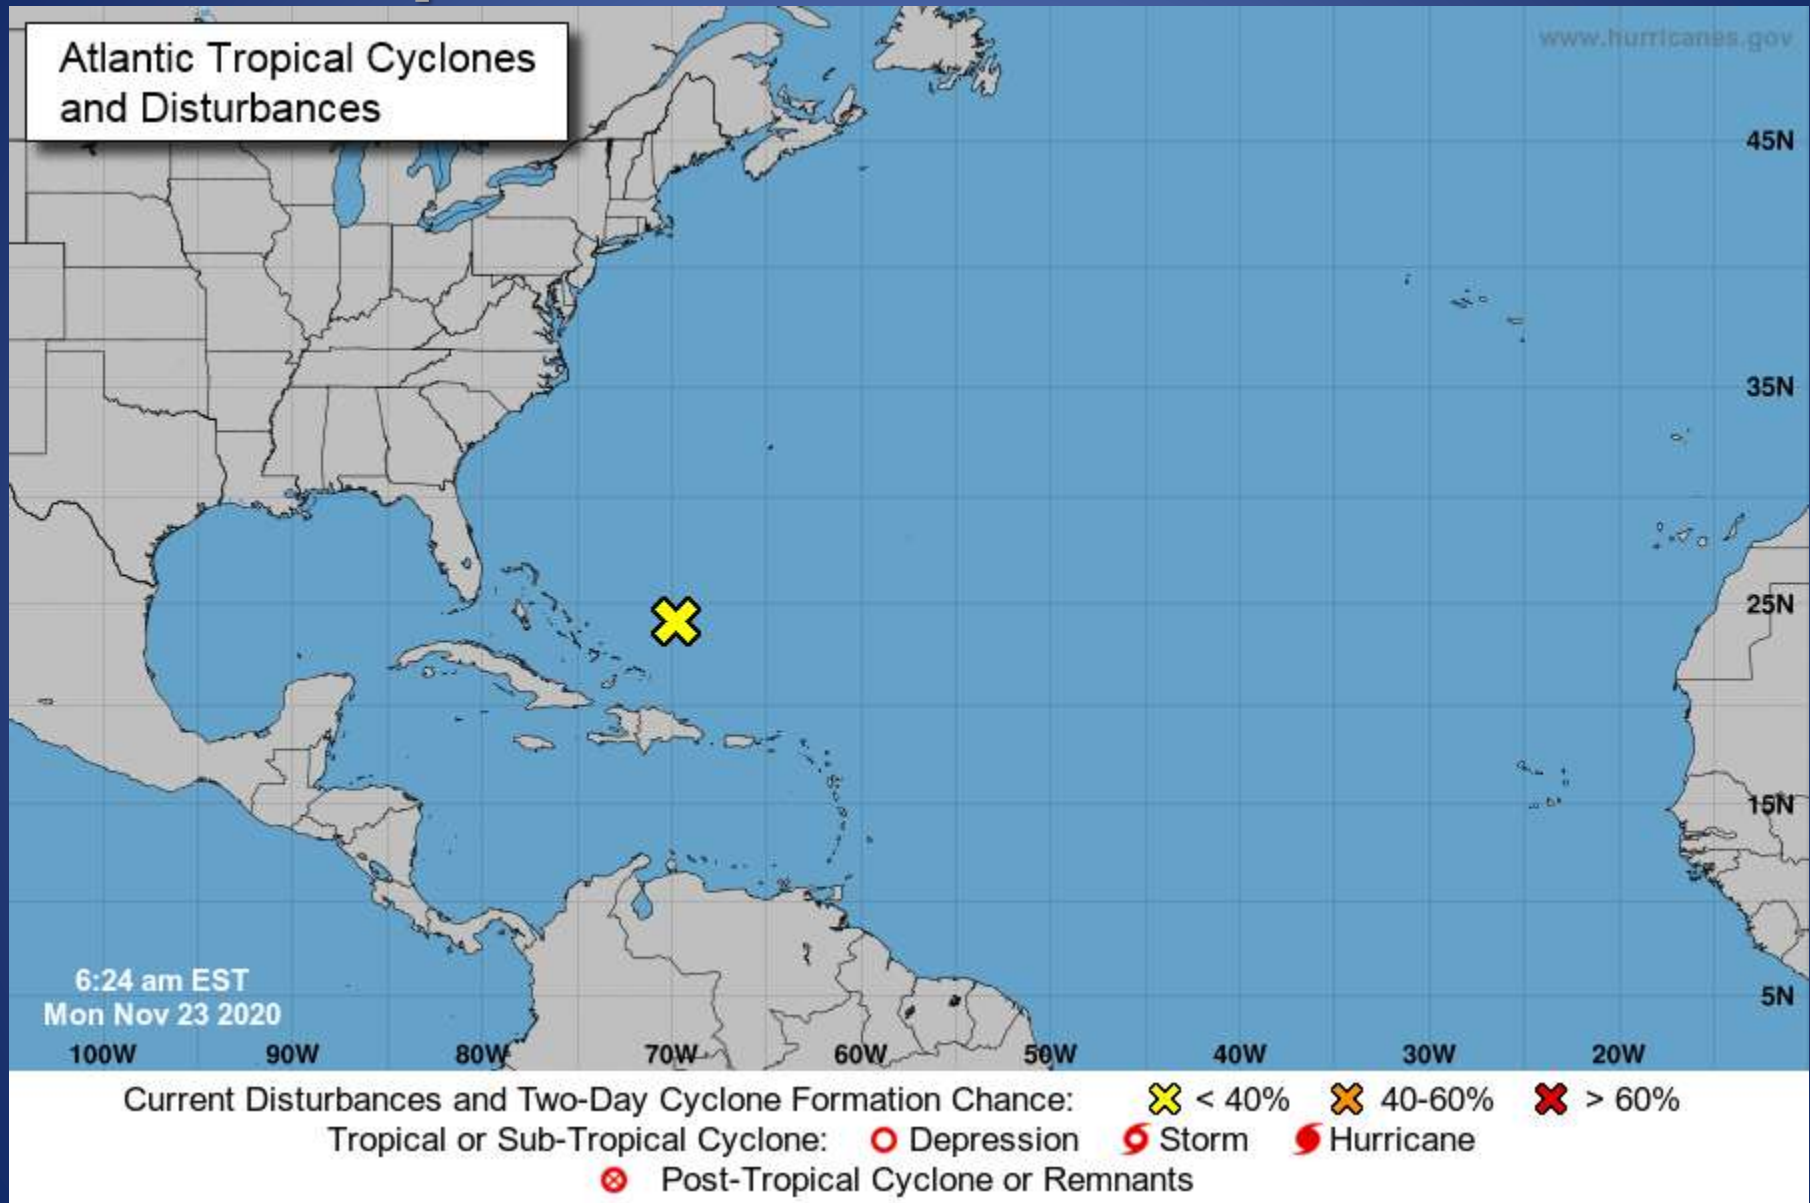 Atlantic Tropical Cyclones
and Disturbances
www.hurricanes.gov
45N
35N
25N
15N
5N
6:24 am EST
Mon Nov 23 2020
100W 90W 80W 70W 60W 50W 40W 30W 20W
Current Disturbances and Two-Day Cyclone Formation Chance: < 40% 40-60% > 60%
Tropical or Sub-Tropical Cyclone: Depression Storm Hurricane
Post-Tropical Cyclone or Remnants